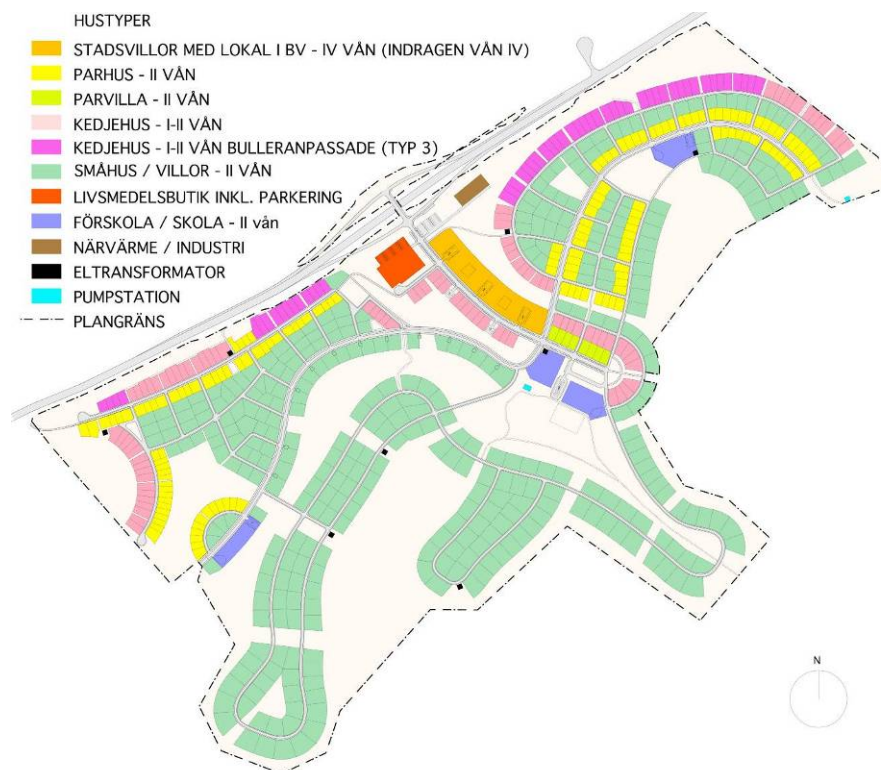 HUSTYPER
STADSVILLOR MED LOKAL I BV - IV VÅN (INDRAGEN VÅN IV)
PARHUS - II VÅN
PARVILLA - II VÅN
KEDJEHUS - I-II VÅN
KEDJEHUS - I-II VÅN BULLERANPASSADE (TYP 3)
SMÅHUS / VILLOR - II VÅN
LIVSMEDELSBUTIK INKL. PARKERING
FÖRSKOLA / SKOLA - II vån
NÄRVÄRME / INDUSTRI
ELTRANSFORMATOR
PUMPSTATION
PLANGRÄNS
N